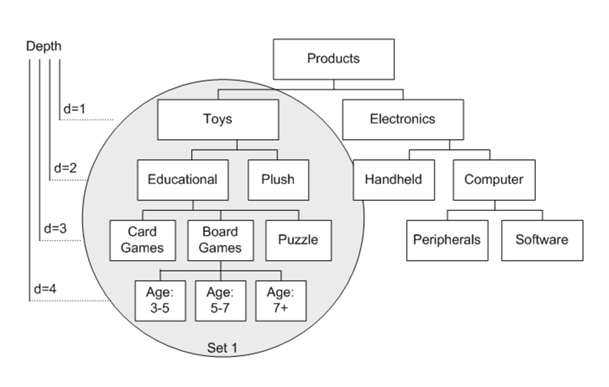 Depth
Products
d=1
Toys
Electronics
d=2
Educational
Plush
Handheld
Computer
d=3
Card
Games
Board
Games
Puzzle
Peripherals
Software
d=4
Age:
3-5
Age:
5-7
Age:
7+
Set 1